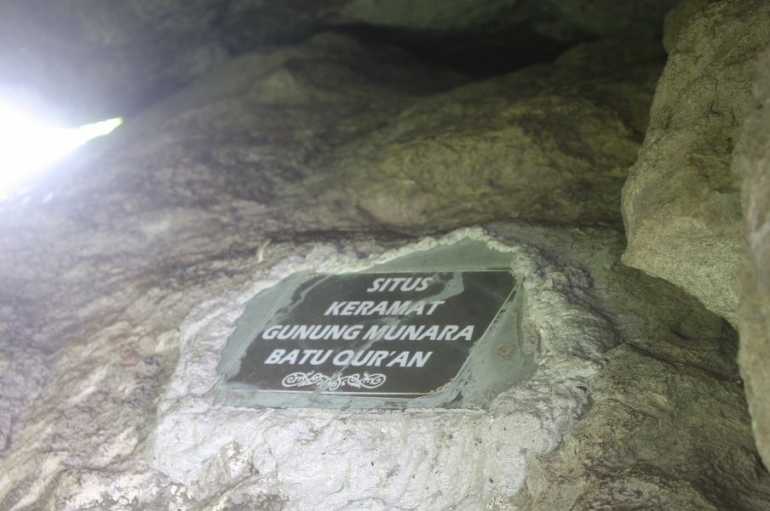 SITUS
KERAMAT
GUNUNG MUNARA
BATU QUR'AN